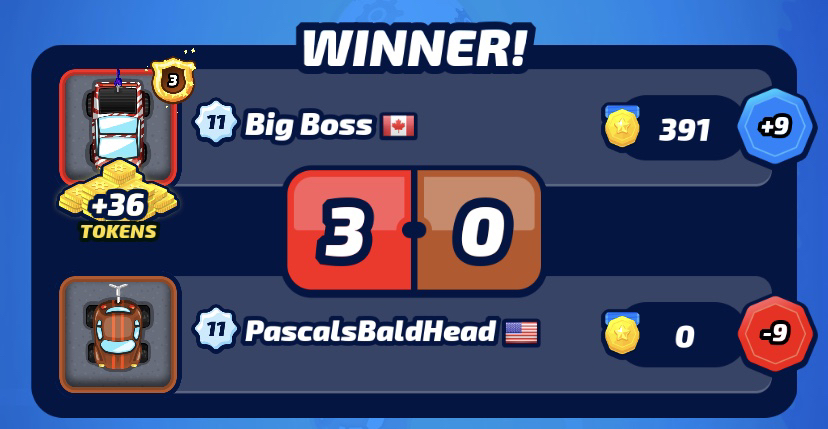 WINNER!
3
11 Big Boss 391 +9
+36
TOKENS
3 0
11 PascalsBaldHead 0 -9